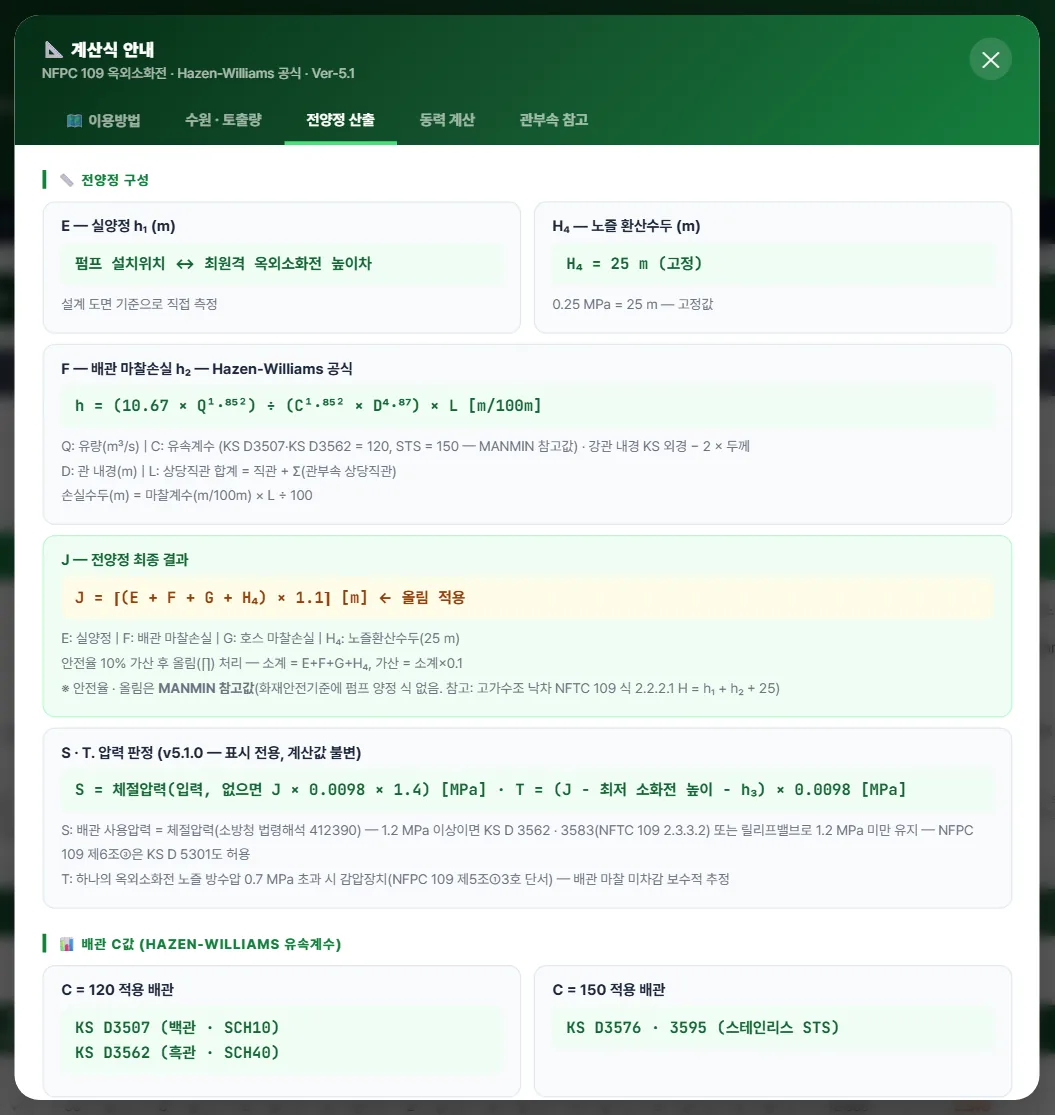 계산식 안내
NFPC 109 옥외소화전 · Hazen-Williams 공식 · Ver-5.1
이용방법 수원 · 토출량 전양정 산출 동력 계산 관부속 참고
전양정 구성
E — 실양정 h₁ (m)
펌프 설치위치 ↔ 최원격 옥외소화전 높이차
설계 도면 기준으로 직접 측정
H₄ — 노즐 환산수두 (m)
H₄ = 25 m (고정)
0.25 MPa = 25 m — 고정값
F — 배관 마찰손실 h₂ — Hazen-Williams 공식
h = (10.67 × Q¹·⁸⁵²) ÷ (C¹·⁸⁵² × D⁴·⁸⁷) × L [m/100m]
Q: 유량(m³/s) | C: 유속계수 (KS D3507·KS D3562 = 120, STS = 150 — MANMIN 참고값) · 강관 내경 KS 외경 − 2 × 두께
D: 관 내경(m) | L: 상당직관 합계 = 직관 + Σ(관부속 상당직관)
손실수두(m) = 마찰계수(m/100m) × L ÷ 100
J — 전양정 최종 결과
J = ⌈(E + F + G + H₄) × 1.1⌉ [m] ← 올림 적용
E: 실양정 | F: 배관 마찰손실 | G: 호스 마찰손실 | H₄: 노즐환산수두(25 m)
안전율 10% 가산 후 올림(⌈⌉) 처리 — 소계 = E+F+G+H₄, 가산 = 소계×0.1
※ 안전율 · 올림은 MANMIN 참고값(화재안전기준에 펌프 양정 식 없음. 참고: 고가수조 낙차 NFTC 109 식 2.2.2.1 H = h₁ + h₂ + 25)
S · T. 압력 판정 (v5.1.0 — 표시 전용, 계산값 불변)
S = 체절압력(입력, 없으면 J × 0.0098 × 1.4) [MPa] · T = (J - 최저 소화전 높이 - h₃) × 0.0098 [MPa]
S: 배관 사용압력 = 체절압력(소방청 법령해석 412390) — 1.2 MPa 이상이면 KS D 3562 · 3583(NFTC 109 2.3.3.2) 또는 릴리프밸브로 1.2 MPa 미만 유지 — NFPC
109 제6조③은 KS D 5301도 허용
T: 하나의 옥외소화전 노즐 방수압 0.7 MPa 초과 시 감압장치(NFPC 109 제5조①3호 단서) — 배관 마찰 미차감 보수적 추정
배관 C값 (HAZEN-WILLIAMS 유속계수)
C = 120 적용 배관
KS D3507 (백관 · SCH10)
KS D3562 (흑관 · SCH40)
C = 150 적용 배관
KS D3576 · 3595 (스테인리스 STS)